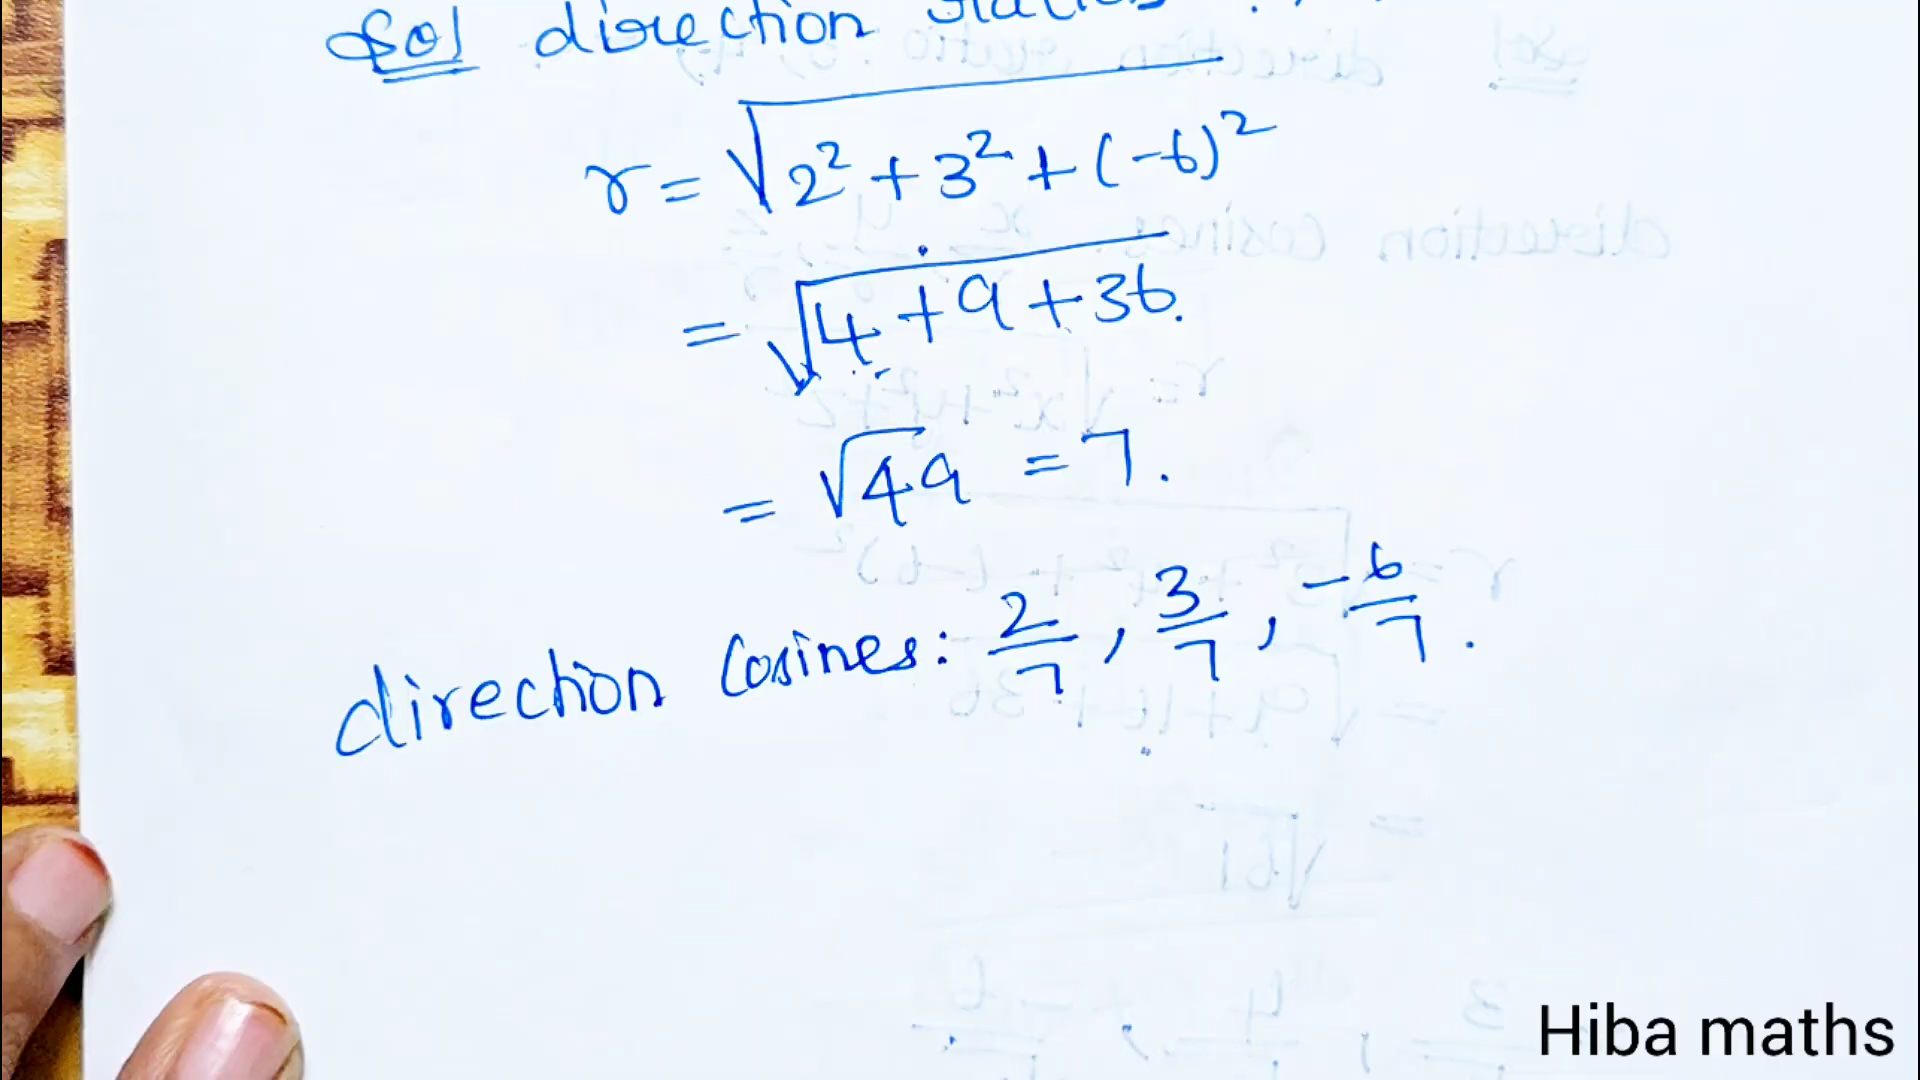 Sol direction ratios
r = √2² + 3² + (-6)²
= √4 + 9 + 36.
= √49 = 7.
direction Cosines: 2/7, 3/7, -6/7.
Hiba maths